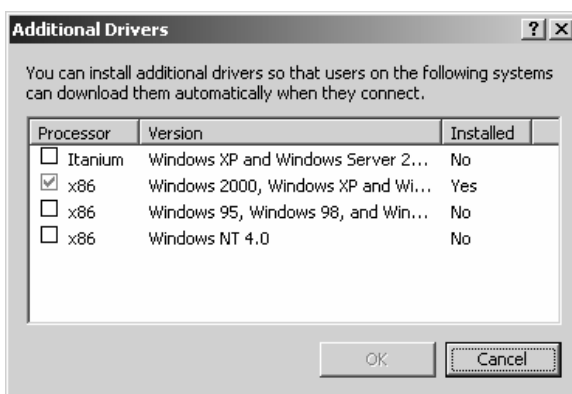 Additional Drivers
You can install additional drivers so that users on the following systems
can download them automatically when they connect.
Processor Version Installed
Itanium Windows XP and Windows Server 2... No
x86 Windows 2000, Windows XP and Wi... Yes
x86 Windows 95, Windows 98, and Win... No
x86 Windows NT 4.0 No
OK Cancel